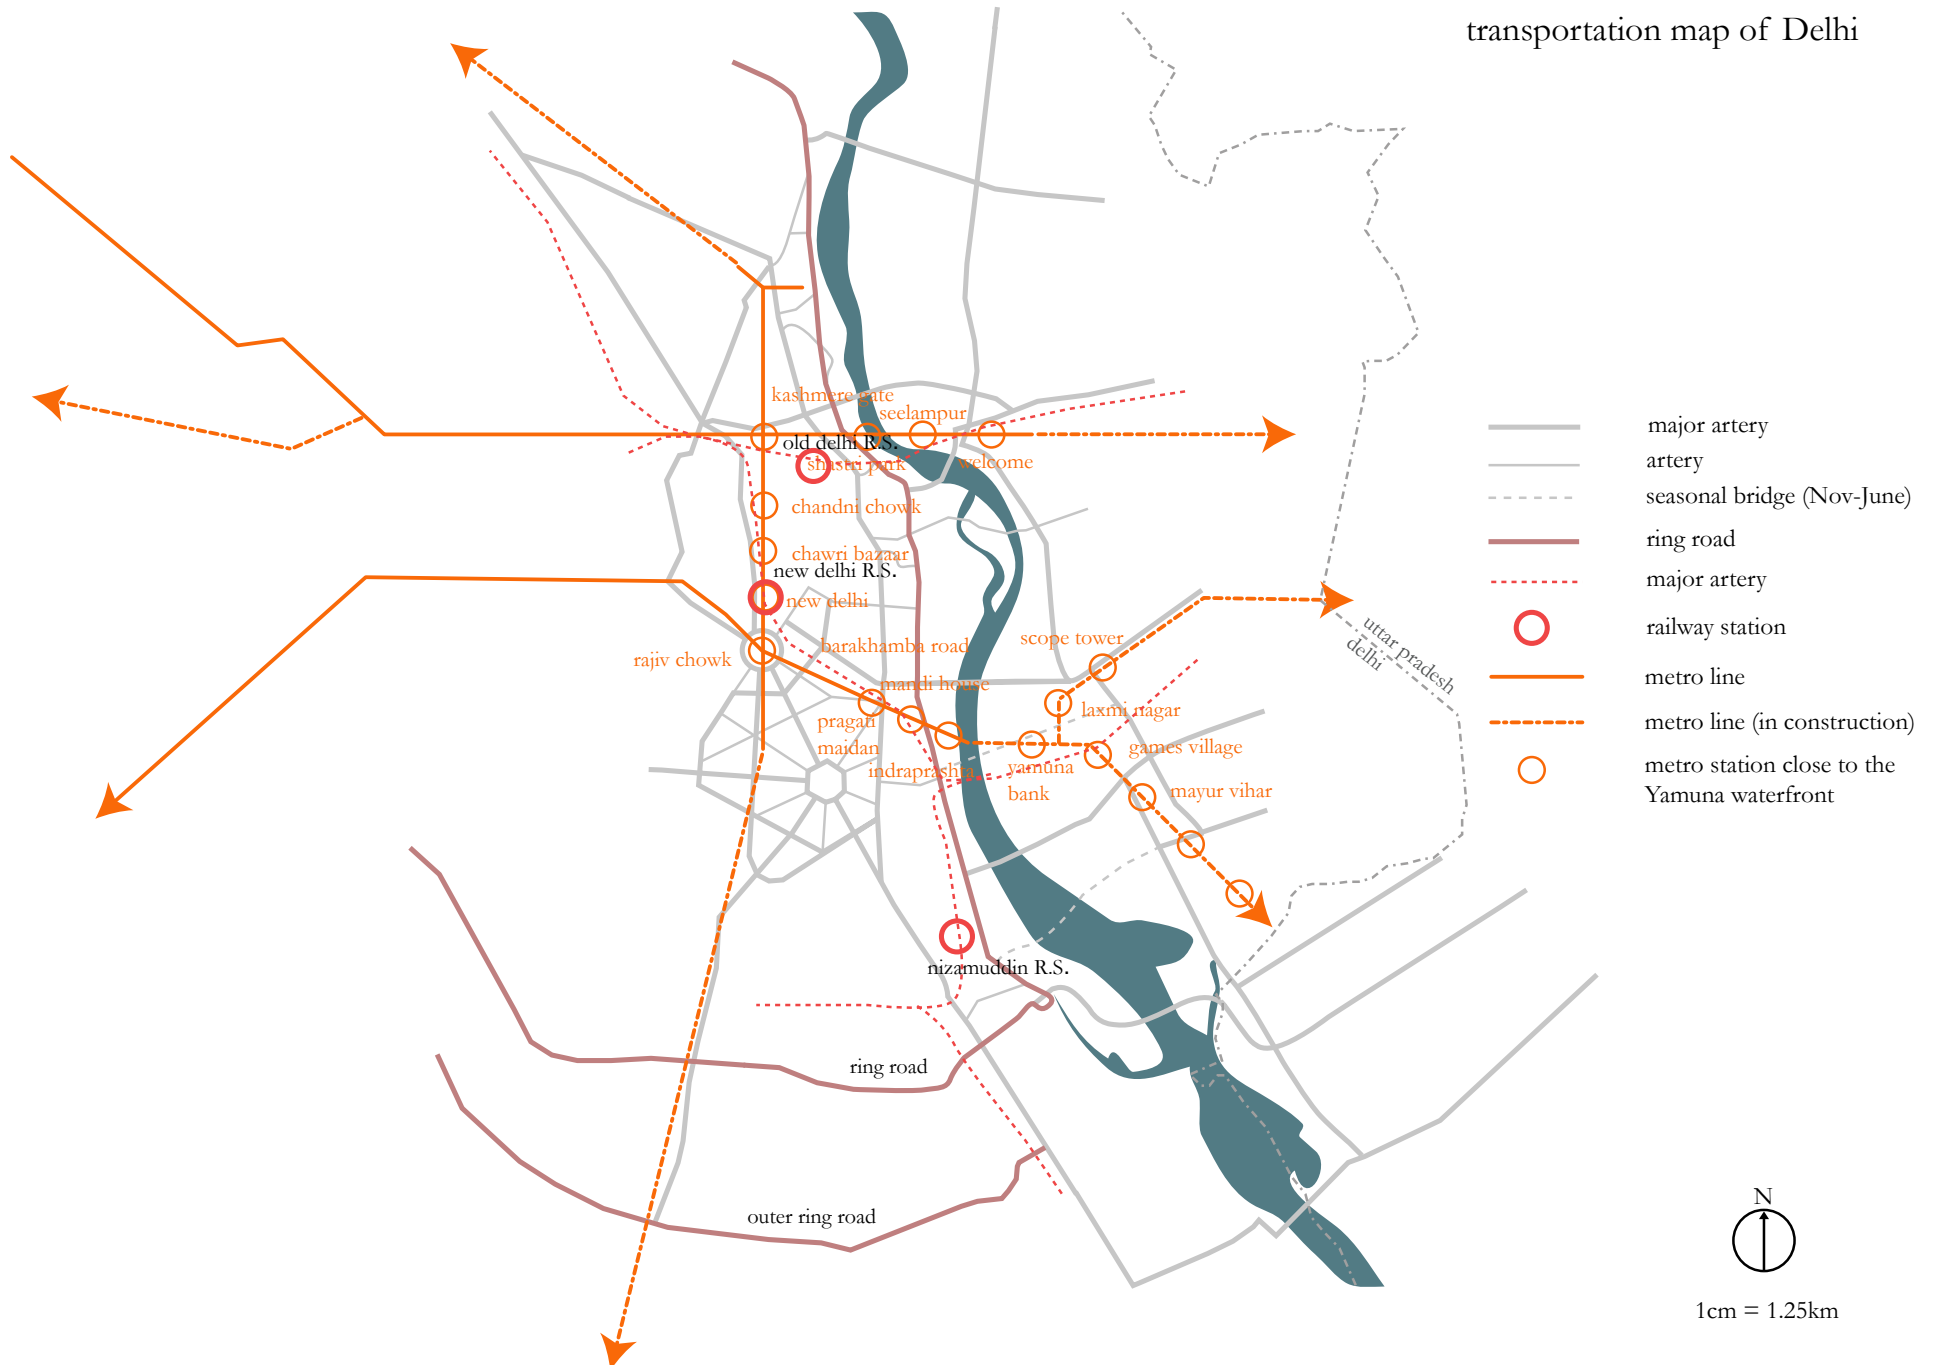 transportation map of Delhi
kashmere gate
seelampur
old delhi R.S.
shastri park
welcome
chandni chowk
chawri bazaar
new delhi R.S.
new delhi
barakhamba road
scope tower
rajiv chowk
mandi house
laxmi nagar
pragati
maidan
games village
indraprashta
yamuna
bank
mayur vihar
uttar pradesh
delhi
nizamuddin R.S.
ring road
outer ring road
major artery
artery
seasonal bridge (Nov-June)
ring road
major artery
railway station
metro line
metro line (in construction)
metro station close to the
Yamuna waterfront
N
1cm = 1.25km